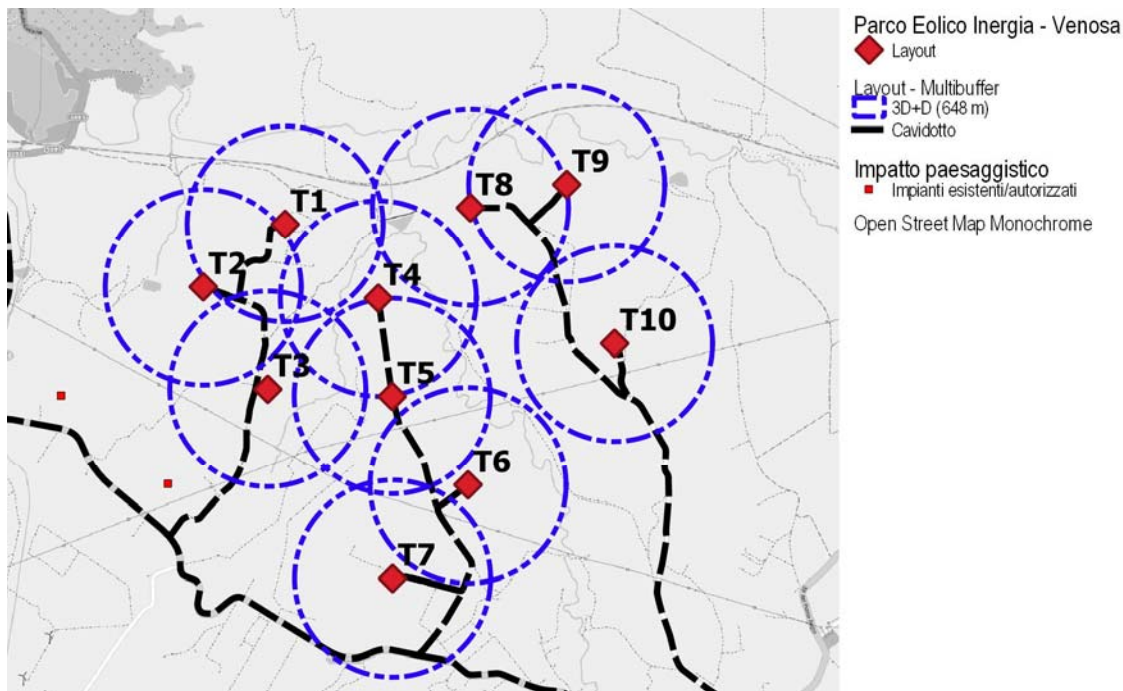 Parco Eolico Inergia - Venosa
Layout
Layout - Multibuffer
3D+D (648 m)
Cavidotto
Impatto paesaggistico
Impianti esistenti/autorizzati
Open Street Map Monochrome
T9
T8
T1
T2
T4
T10
T3
T5
T6
T7